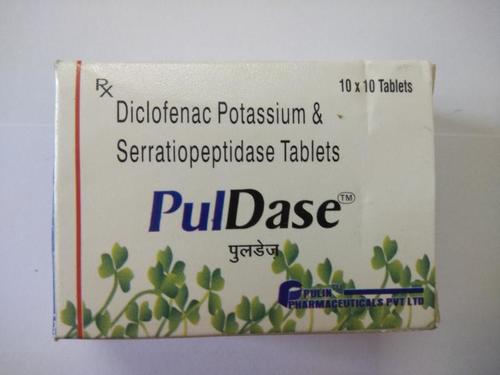 Rx
10 x 10 Tablets
Diclofenac Potassium &
Serratiopeptidase Tablets
PulDase™
पुलडेज़
PULIN
PHARMACEUTICALS PVT LTD